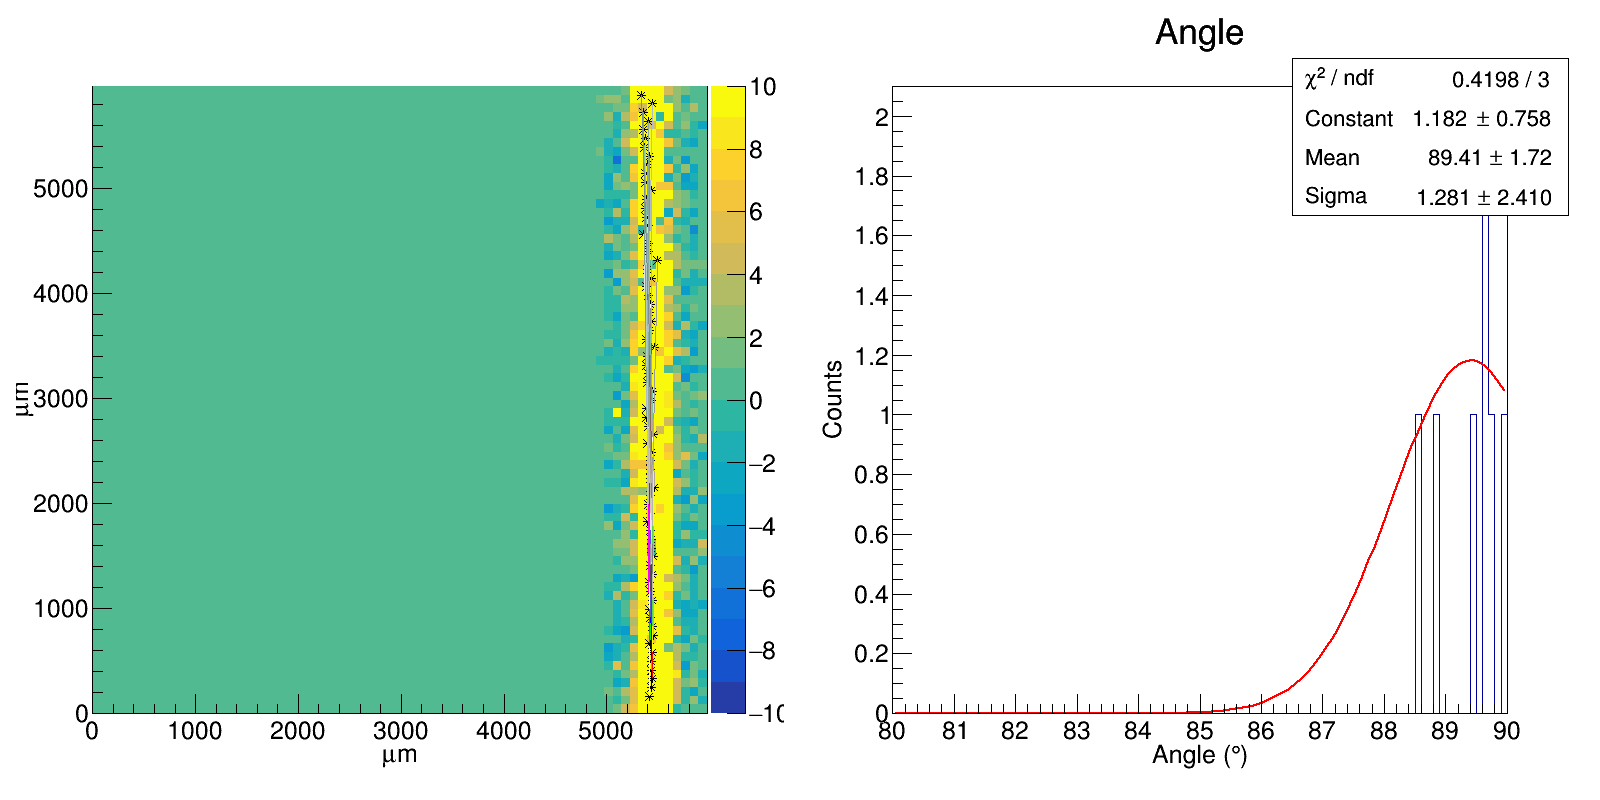 Angle
χ² / ndf 0.4198 / 3
Constant 1.182 ± 0.758
Mean 89.41 ± 1.72
Sigma 1.281 ± 2.410
5000
4000
3000
2000
1000
0
μm
0 1000 2000 3000 4000 5000
μm
10
8
6
4
2
0
−2
−4
−6
−8
−10
2
1.8
1.6
1.4
1.2
1
0.8
0.6
0.4
0.2
0
Counts
80 81 82 83 84 85 86 87 88 89 90
Angle (°)